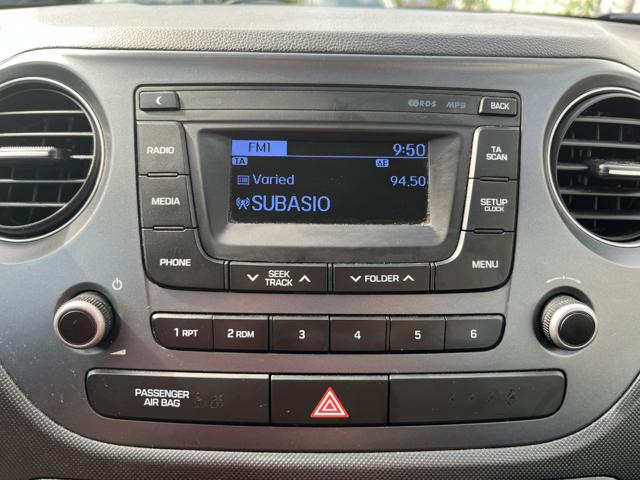 R·D·S MP3 BACK
RADIO
FM1 9:50
TA AF
TA
SCAN
Varied 94.50
MEDIA
SUBASIO
SETUP
CLOCK
PHONE
SEEK
TRACK
FOLDER
MENU
1 RPT 2 RDM 3 4 5 6
PASSENGER
AIR BAG